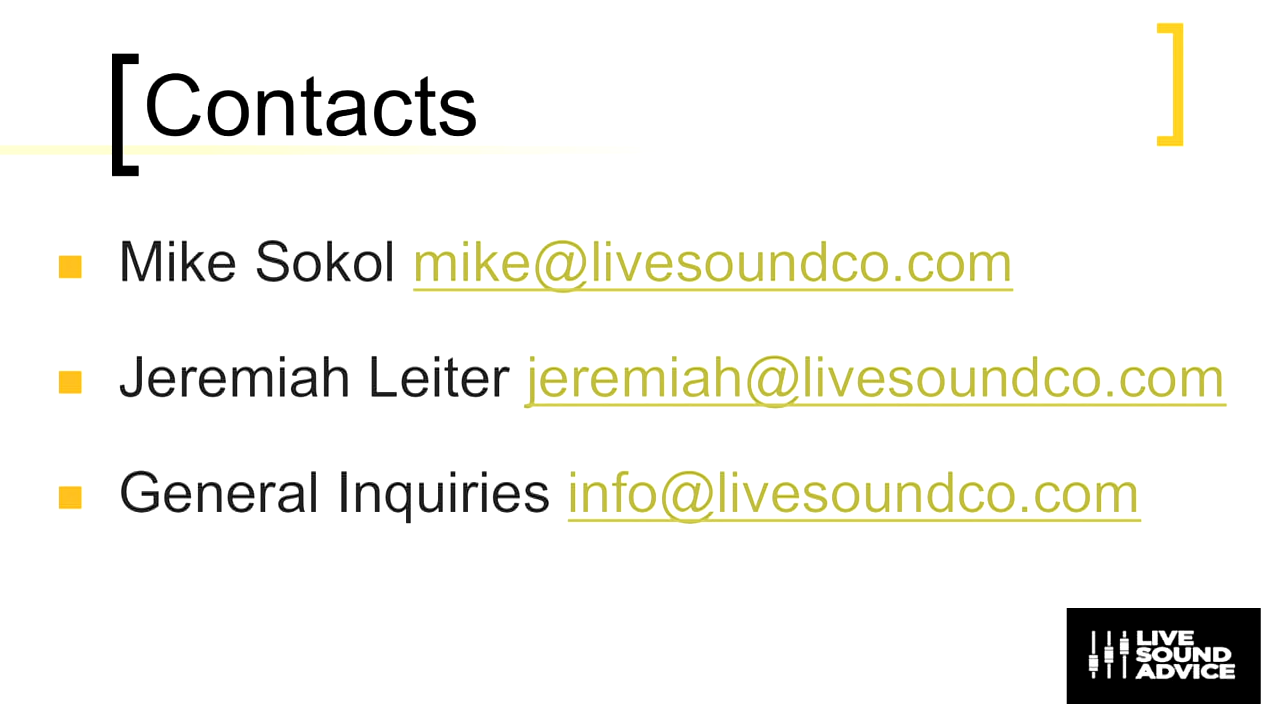 Contacts
Mike Sokol mike@livesoundco.com
Jeremiah Leiter jeremiah@livesoundco.com
General Inquiries info@livesoundco.com
LIVE
SOUND
ADVICE